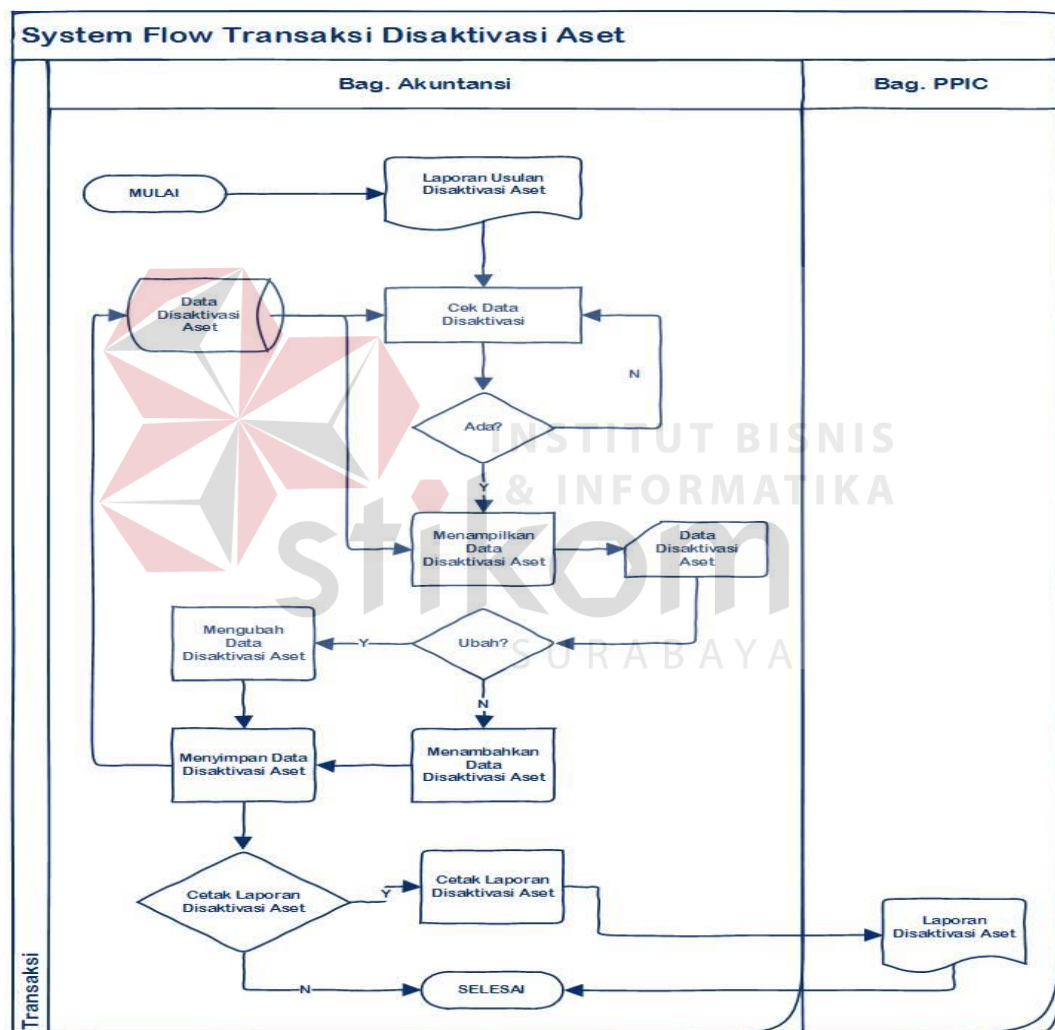 System Flow Transaksi Disaktivasi Aset
Bag. Akuntansi
Bag. PPIC
MULAI
Laporan Usulan
Disaktivasi Aset
Data
Disaktivasi
Aset
Cek Data
Disaktivasi
N
Ada?
Y
INSTITUT BISNIS
& INFORMATIKA
stikom
SURABAYA
Menampilkan
Data
Disaktivasi Aset
Data
Disaktivasi
Aset
Mengubah
Data
Disaktivasi Aset
Y
Ubah?
N
Menyimpan Data
Disaktivasi Aset
Menambahkan
Data
Disaktivasi Aset
Cetak Laporan
Disaktivasi Aset
Y
Cetak Laporan
Disaktivasi Aset
Laporan
Disaktivasi Aset
N
SELESAI
Transaksi